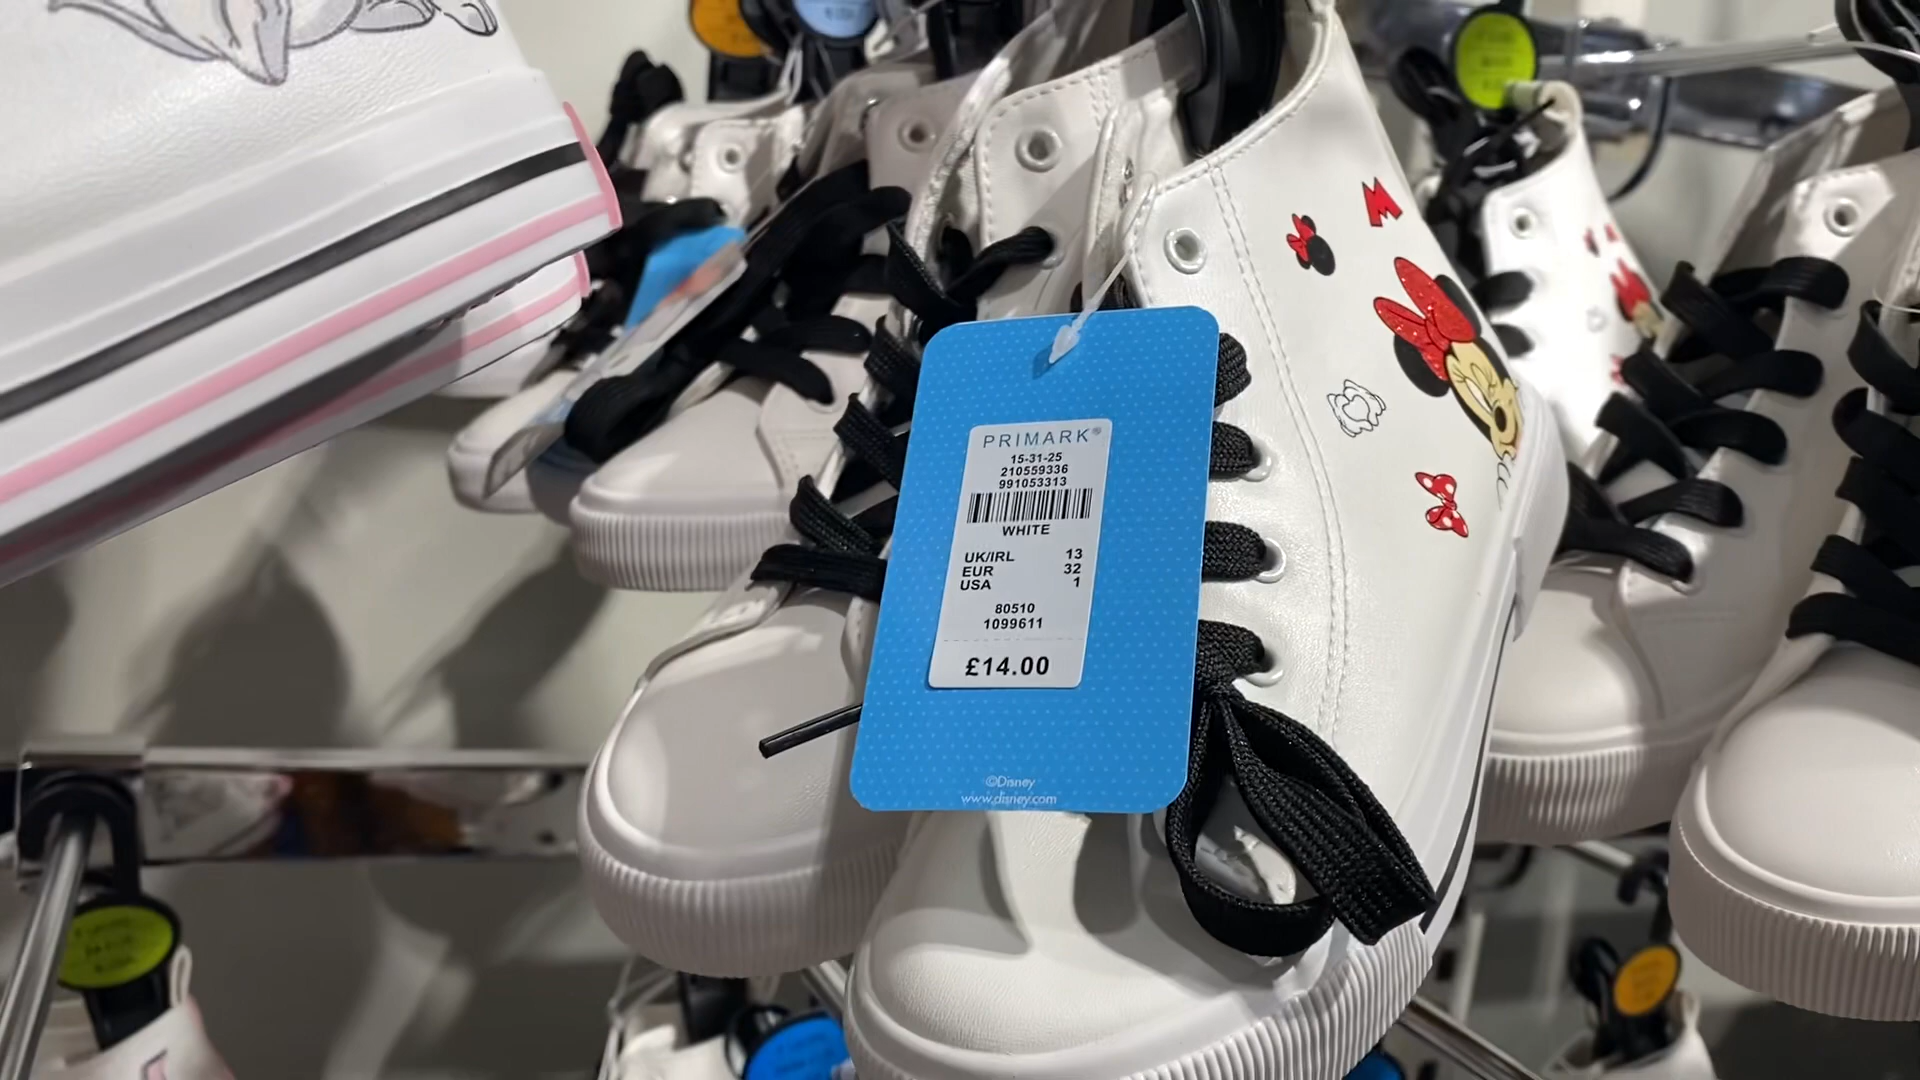 PRIMARK®
15-31-25
210559336
991053313
WHITE
UK/IRL 13
EUR 32
USA 1
80510
1099611
£14.00
©Disney
www.disney.com
M